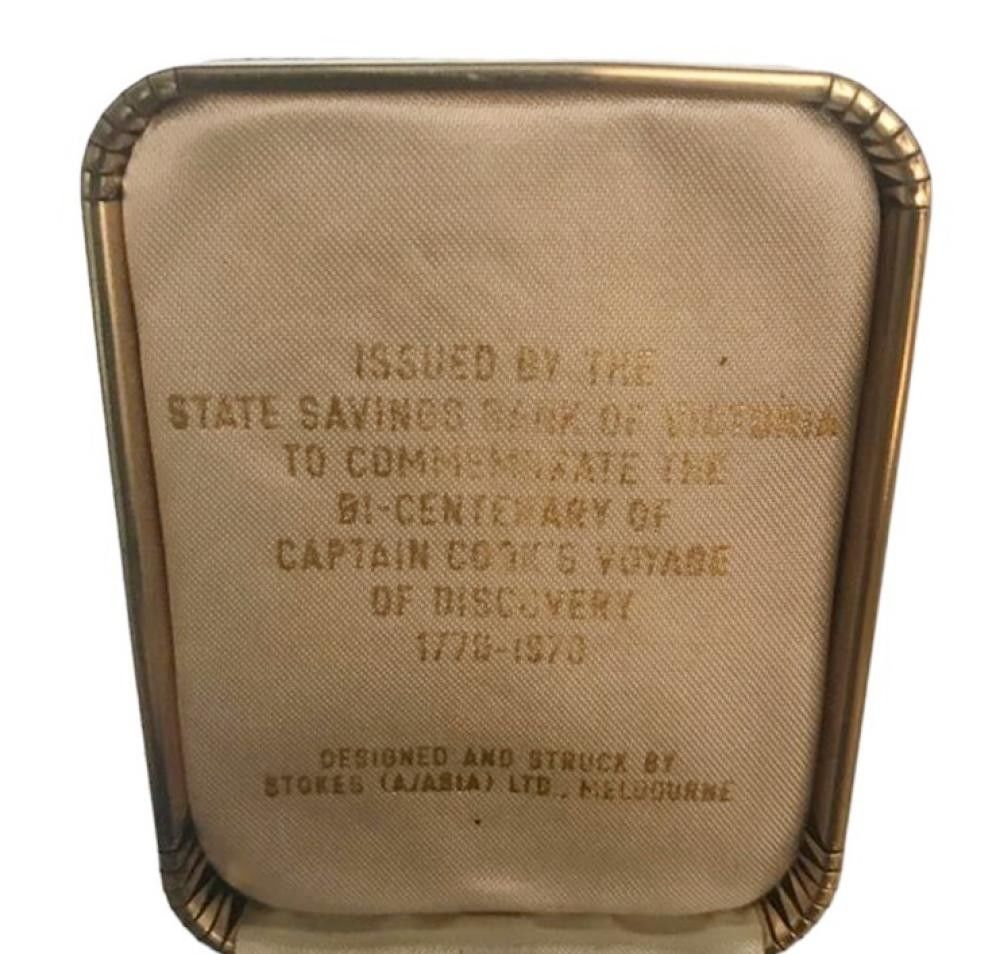 ISSUED BY THE
STATE SAVINGS BANK OF VICTORIA
TO COMMEMORATE THE
BI-CENTENARY OF
CAPTAIN COOK'S VOYAGE
OF DISCOVERY
1770-1970
DESIGNED AND STRUCK BY
STOKES (A/ASIA) LTD., MELBOURNE